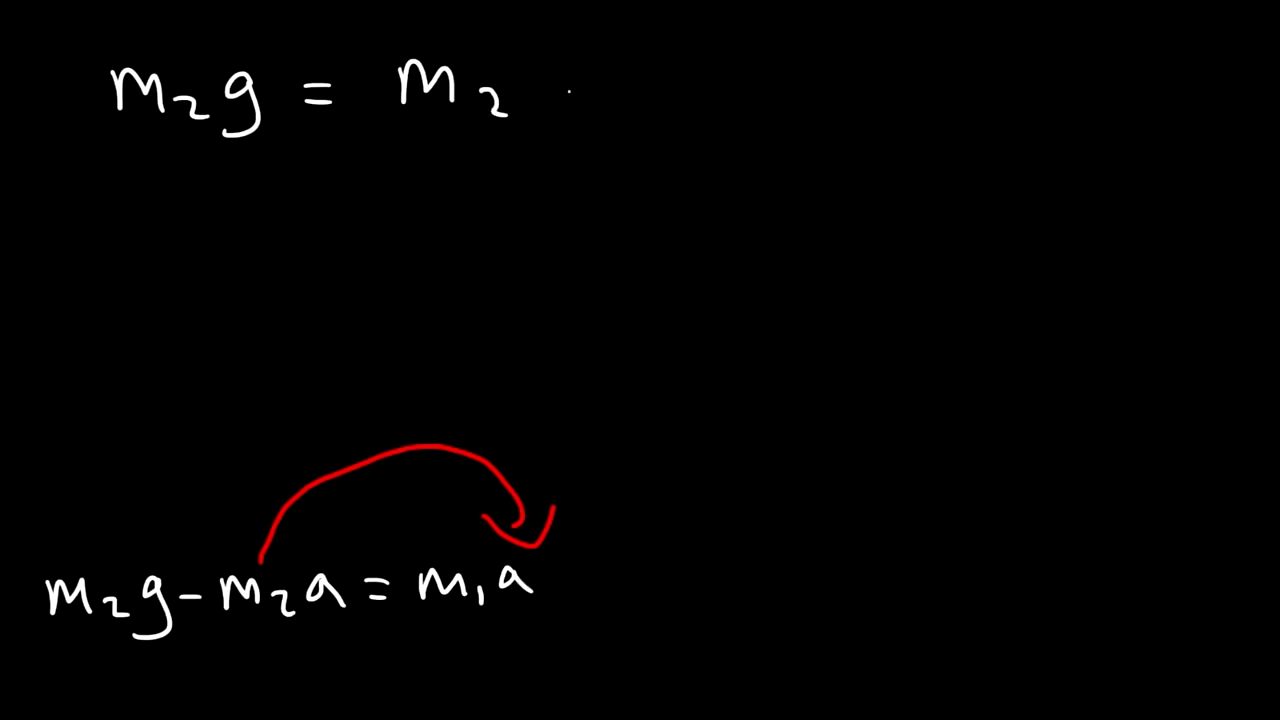 m₂g = m₂
m₂g - m₂a = m₁a